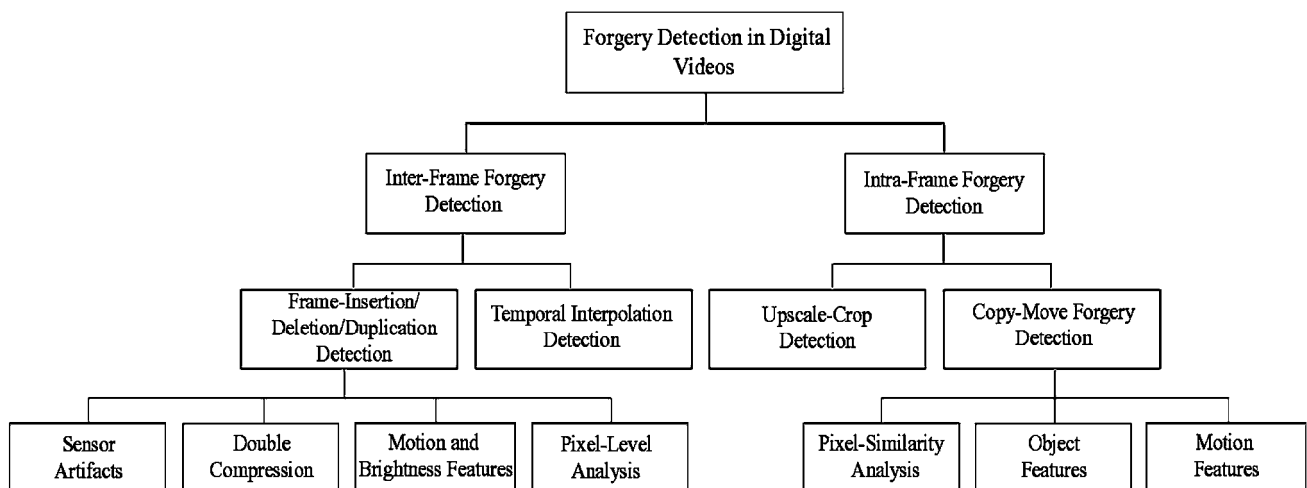 Forgery Detection in Digital
Videos
Inter-Frame Forgery
Detection
Intra-Frame Forgery
Detection
Frame-Insertion/
Deletion/Duplication
Detection
Temporal Interpolation
Detection
Upscale-Crop
Detection
Copy-Move Forgery
Detection
Sensor
Artifacts
Double
Compression
Motion and
Brightness Features
Pixel-Level
Analysis
Pixel-Similarity
Analysis
Object
Features
Motion
Features